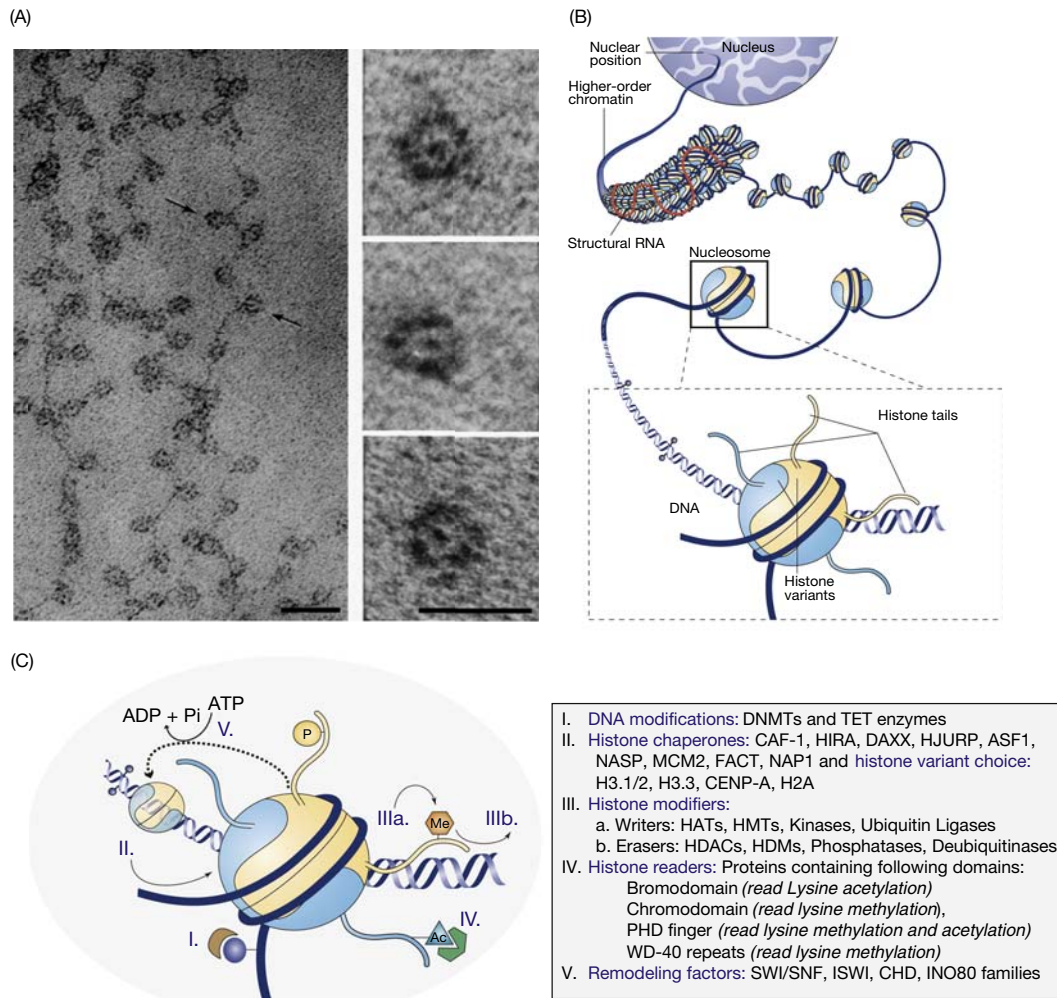 (A)
(B)
Nuclear
position
Nucleus
Higher-order
chromatin
Structural RNA
Nucleosome
Histone tails
DNA
Histone
variants
(C)
ADP + Pi
ATP
V.
P
IIIa.
Me
IIIb.
II.
I.
Ac
IV.
I. DNA modifications: DNMTs and TET enzymes
II. Histone chaperones: CAF-1, HIRA, DAXX, HJURP, ASF1,
NASP, MCM2, FACT, NAP1 and histone variant choice:
H3.1/2, H3.3, CENP-A, H2A
III. Histone modifiers:
a. Writers: HATs, HMTs, Kinases, Ubiquitin Ligases
b. Erasers: HDACs, HDMs, Phosphatases, Deubiquitinases
IV. Histone readers: Proteins containing following domains:
Bromodomain (read Lysine acetylation)
Chromodomain (read lysine methylation),
PHD finger (read lysine methylation and acetylation)
WD-40 repeats (read lysine methylation)
V. Remodeling factors: SWI/SNF, ISWI, CHD, INO80 families